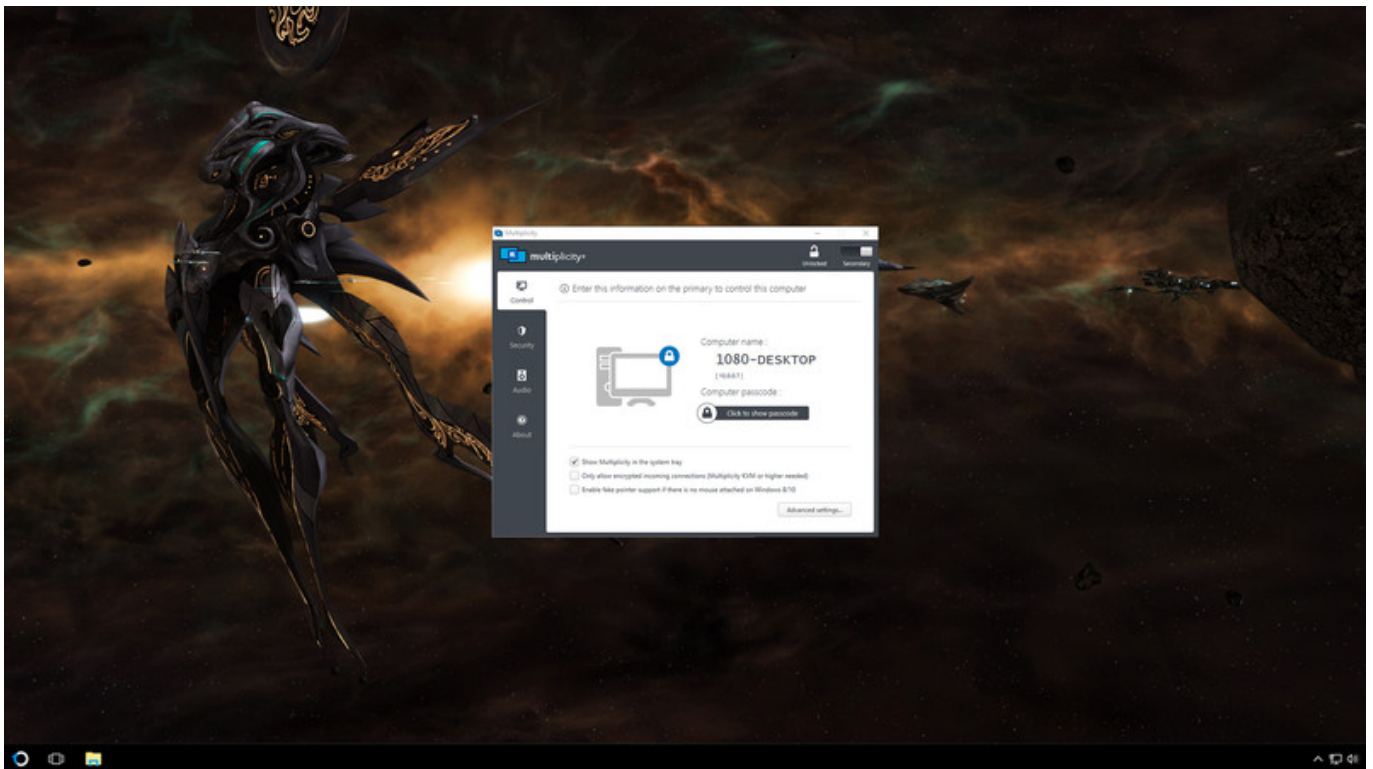 Multiplicity
multiplicity
Unlocked
Secondary
Control
Enter this information on the primary to control this computer
Security
Computer name :
1080-DESKTOP
Audio
Computer passcode :
Click to show passcode
About
Show Multiplicity in the system tray
Only allow encrypted incoming connections (Multiplicity KVM or higher needed)
Enable fake pointer support if there is no mouse attached on Windows 8/10
Advanced settings...